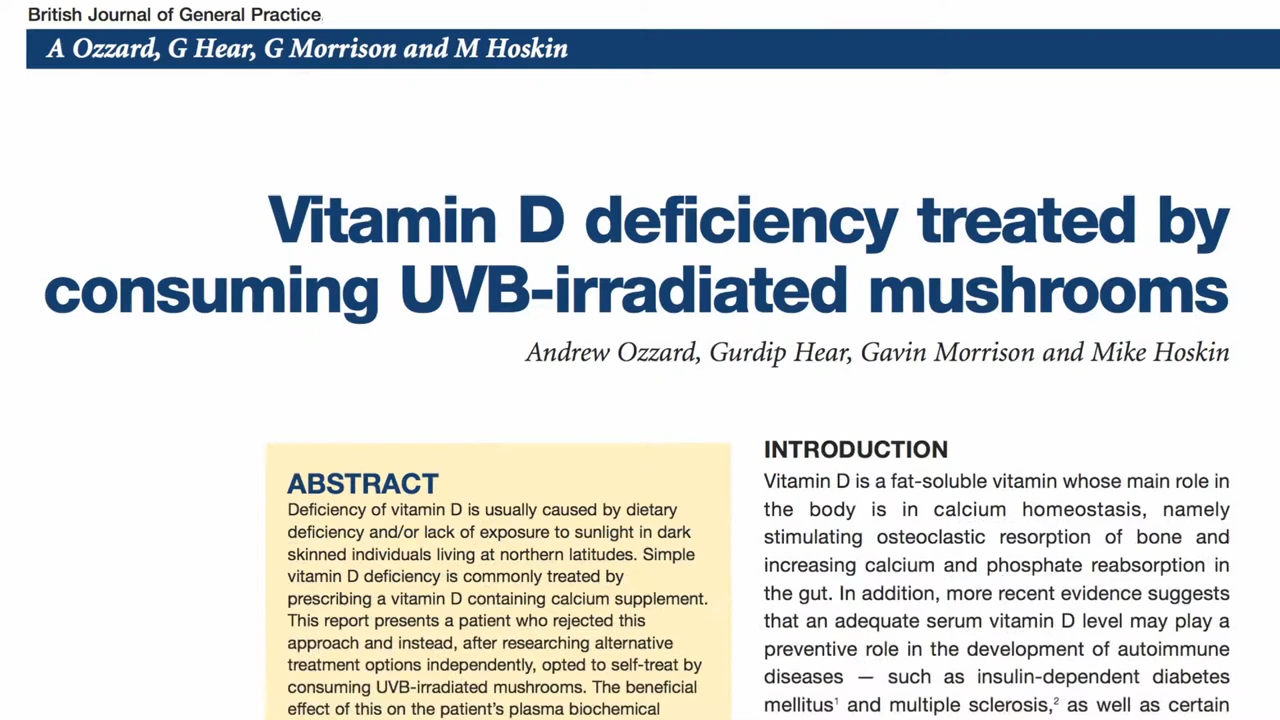 British Journal of General Practice
A Ozzard, G Hear, G Morrison and M Hoskin
Vitamin D deficiency treated by
consuming UVB-irradiated mushrooms
Andrew Ozzard, Gurdip Hear, Gavin Morrison and Mike Hoskin
ABSTRACT
Deficiency of vitamin D is usually caused by dietary
deficiency and/or lack of exposure to sunlight in dark
skinned individuals living at northern latitudes. Simple
vitamin D deficiency is commonly treated by
prescribing a vitamin D containing calcium supplement.
This report presents a patient who rejected this
approach and instead, after researching alternative
treatment options independently, opted to self-treat by
consuming UVB-irradiated mushrooms. The beneficial
effect of this on the patient's plasma biochemical
INTRODUCTION
Vitamin D is a fat-soluble vitamin whose main role in
the body is in calcium homeostasis, namely
stimulating osteoclastic resorption of bone and
increasing calcium and phosphate reabsorption in
the gut. In addition, more recent evidence suggests
that an adequate serum vitamin D level may play a
preventive role in the development of autoimmune
diseases — such as insulin-dependent diabetes
mellitus¹ and multiple sclerosis,² as well as certain